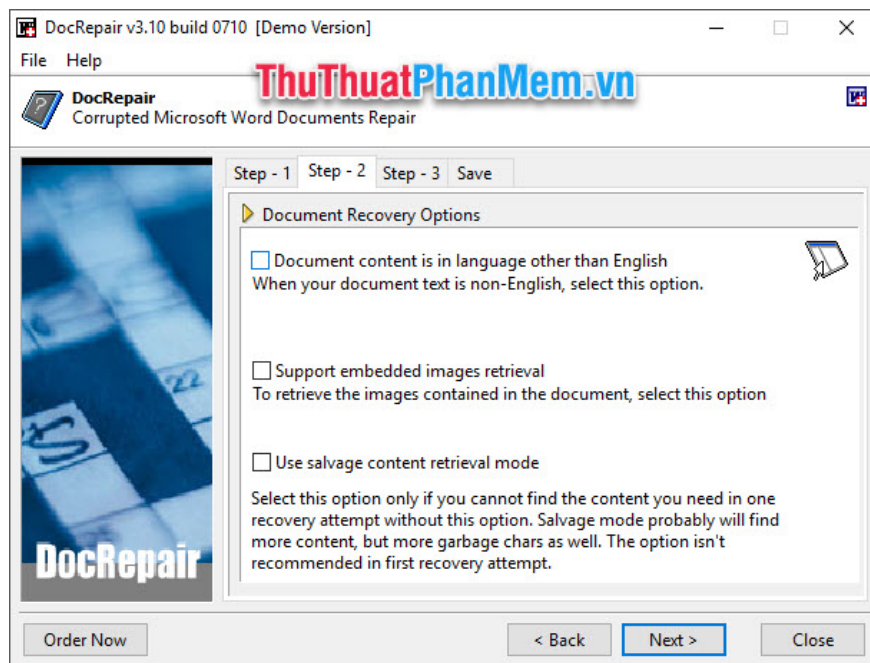 DocRepair v3.10 build 0710 [Demo Version]
File Help
ThuThuatPhanMem.vn
DocRepair
Corrupted Microsoft Word Documents Repair
Step - 1 Step - 2 Step - 3 Save
Document Recovery Options
Document content is in language other than English
When your document text is non-English, select this option.
Support embedded images retrieval
To retrieve the images contained in the document, select this option
Use salvage content retrieval mode
Select this option only if you cannot find the content you need in one
recovery attempt without this option. Salvage mode probably will find
more content, but more garbage chars as well. The option isn't
recommended in first recovery attempt.
22
DocRepair
Order Now < Back Next > Close